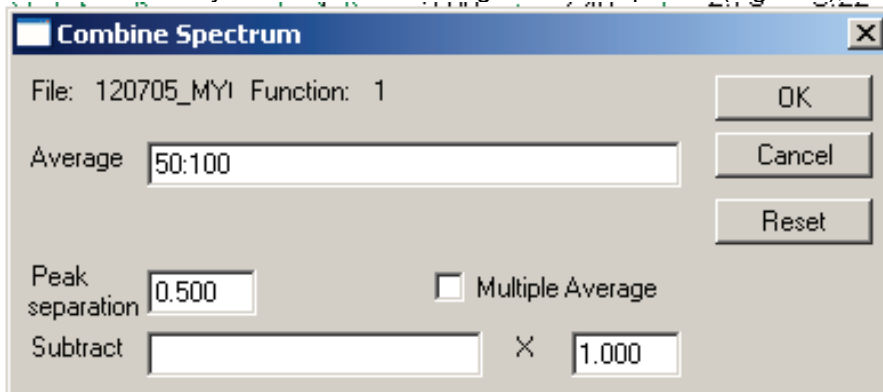 Combine Spectrum
File: 120705_MY Function: 1
OK
Average 50:100
Cancel
Reset
Peak separation 0.500
Multiple Average
Subtract
X 1.000